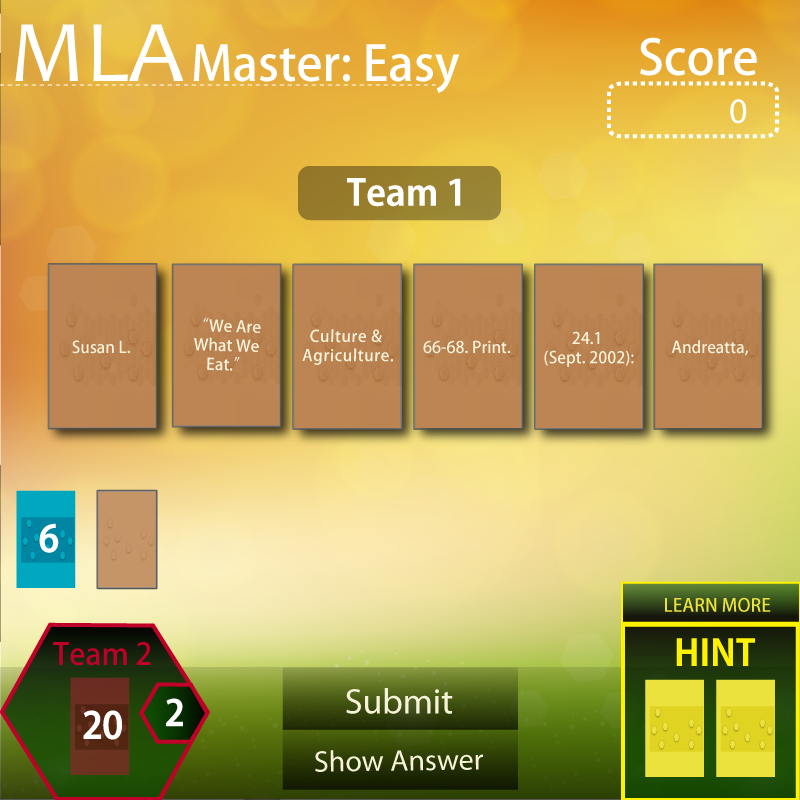 MLA Master: Easy
Score
0
Team 1
Susan L.
“We Are
What We
Eat.”
Culture &
Agriculture.
66-68. Print.
24.1
(Sept. 2002):
Andreatta,
6
LEARN MORE
HINT
Team 2
20
2
Submit
Show Answer